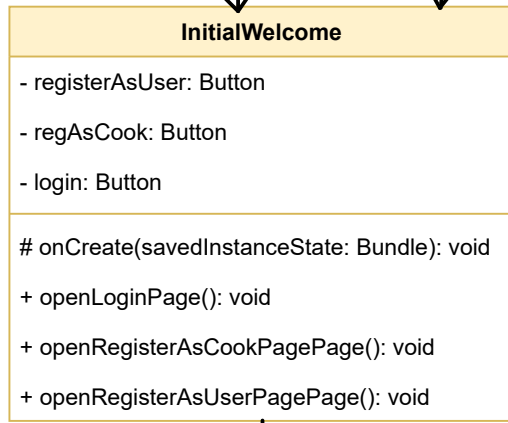 InitialWelcome
- registerAsUser: Button
- regAsCook: Button
- login: Button
# onCreate(savedInstanceState: Bundle): void
+ openLoginPage(): void
+ openRegisterAsCookPagePage(): void
+ openRegisterAsUserPagePage(): void